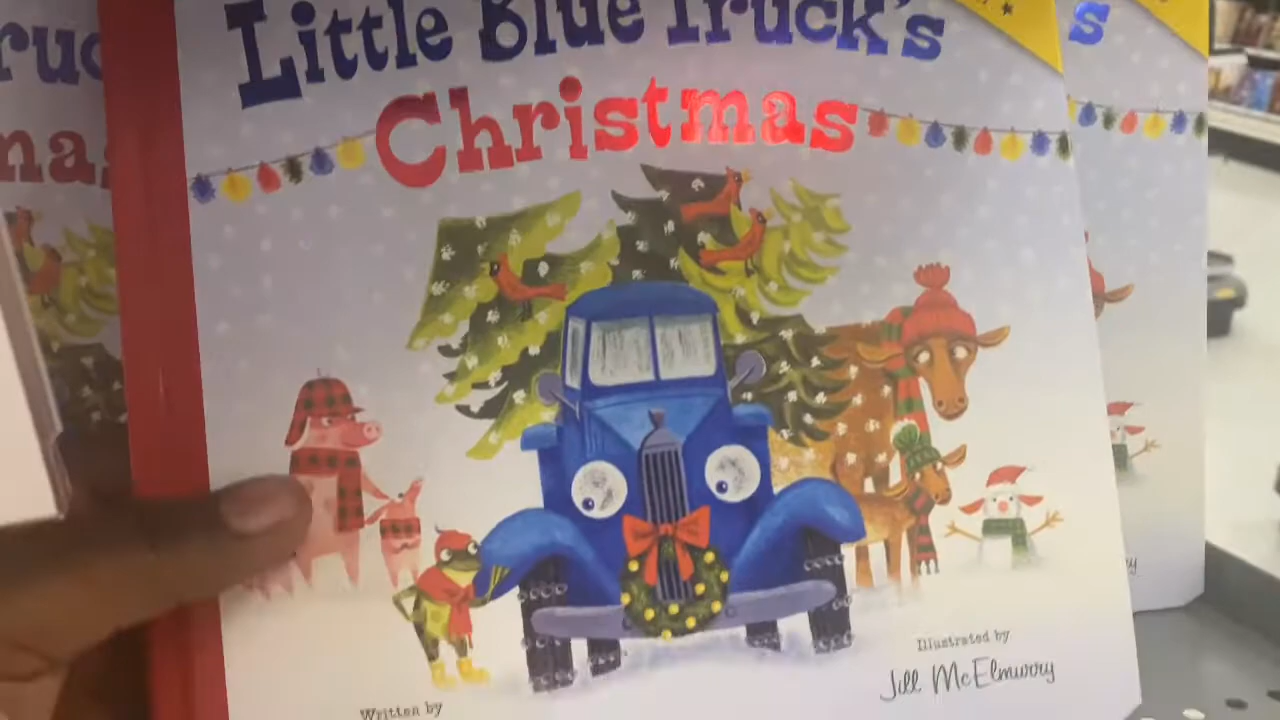 Little Blue Truck's
Christmas
Illustrated by
Jill McElmurry
Written by